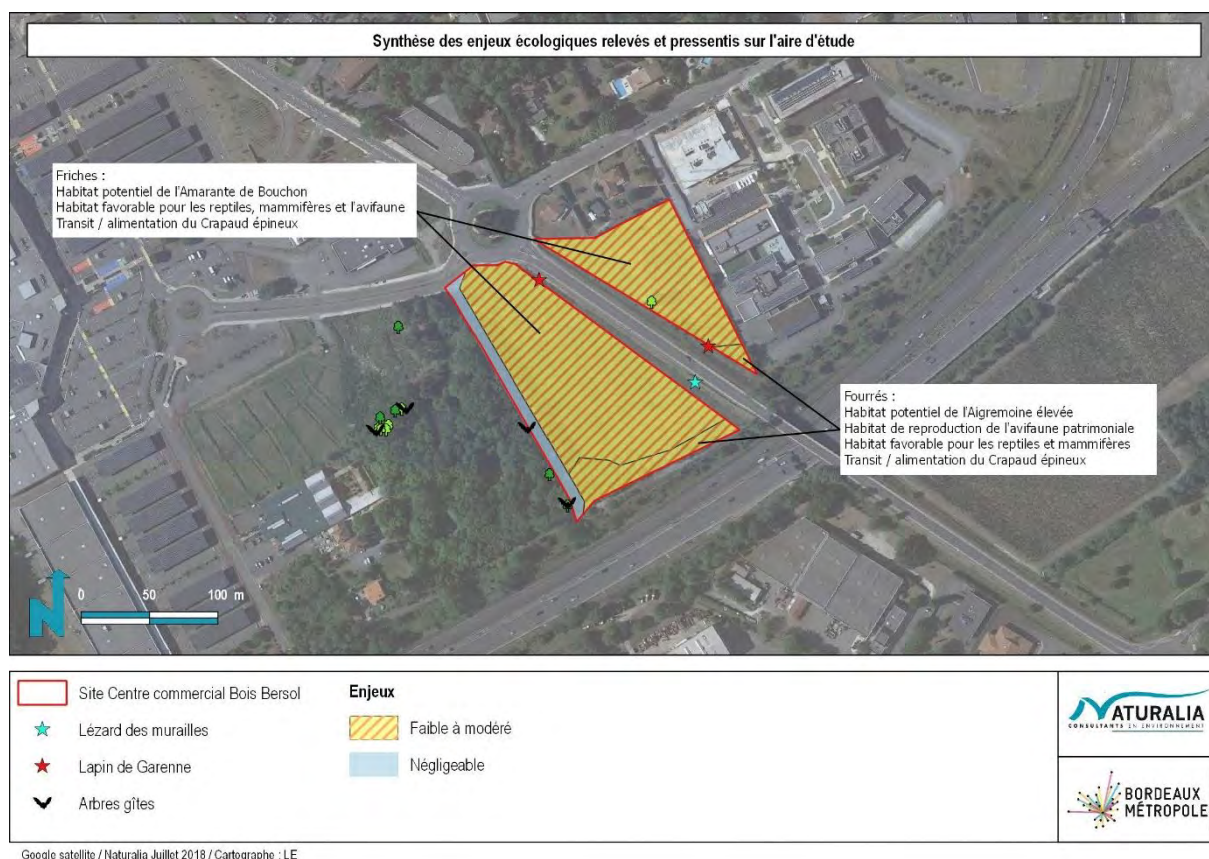 Synthèse des enjeux écologiques relevés et pressentis sur l'aire d'étude
Friches :
Habitat potentiel de l'Amarante de Bouchon
Habitat favorable pour les reptiles, mammifères et l'avifaune
Transit / alimentation du Crapaud épineux
Fourrés :
Habitat potentiel de l'Aigremoine élevée
Habitat de reproduction de l'avifaune patrimoniale
Habitat favorable pour les reptiles et mammifères
Transit / alimentation du Crapaud épineux
N
0 50 100 m
Site Centre commercial Bois Bersol
Lézard des murailles
Lapin de Garenne
Arbres gîtes
Enjeux
Faible à modéré
Négligeable
NATURALIA
CONSULTANTS EN ENVIRONNEMENT
BORDEAUX
MÉTROPOLE
Google satellite / Naturalia Juillet 2018 / Cartographe : LE